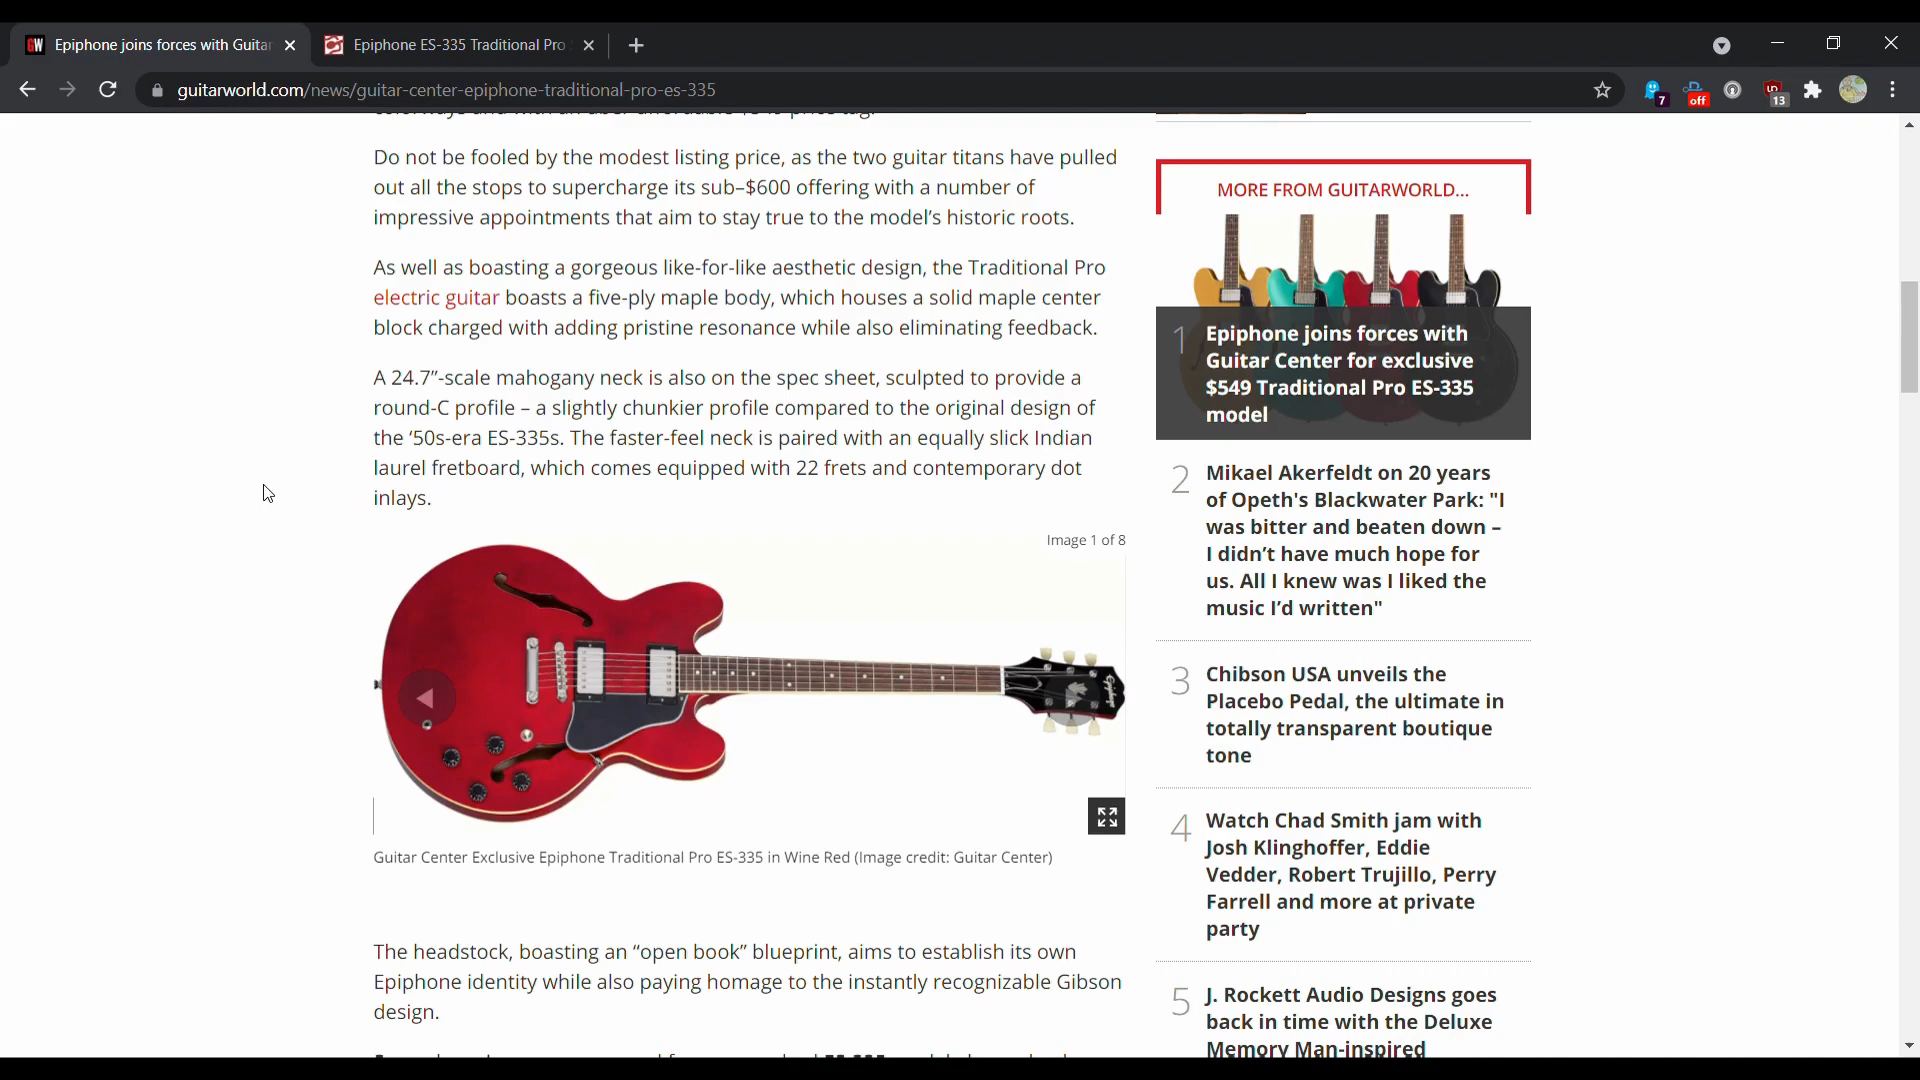 GW Epiphone joins forces with Guitar
Epiphone ES-335 Traditional Pro
guitarworld.com/news/guitar-center-epiphone-traditional-pro-es-335
7
off
13
Do not be fooled by the modest listing price, as the two guitar titans have pulled
out all the stops to supercharge its sub–$600 offering with a number of
impressive appointments that aim to stay true to the model’s historic roots.
As well as boasting a gorgeous like-for-like aesthetic design, the Traditional Pro
electric guitar boasts a five-ply maple body, which houses a solid maple center
block charged with adding pristine resonance while also eliminating feedback.
A 24.7”-scale mahogany neck is also on the spec sheet, sculpted to provide a
round-C profile – a slightly chunkier profile compared to the original design of
the ‘50s-era ES-335s. The faster-feel neck is paired with an equally slick Indian
laurel fretboard, which comes equipped with 22 frets and contemporary dot
inlays.
Image 1 of 8
Epiphone
Guitar Center Exclusive Epiphone Traditional Pro ES-335 in Wine Red (Image credit: Guitar Center)
The headstock, boasting an “open book” blueprint, aims to establish its own
Epiphone identity while also paying homage to the instantly recognizable Gibson
design.
MORE FROM GUITARWORLD...
1 Epiphone joins forces with
Guitar Center for exclusive
$549 Traditional Pro ES-335
model
2 Mikael Akerfeldt on 20 years
of Opeth's Blackwater Park: "I
was bitter and beaten down –
I didn’t have much hope for
us. All I knew was I liked the
music I’d written"
3 Chibson USA unveils the
Placebo Pedal, the ultimate in
totally transparent boutique
tone
4 Watch Chad Smith jam with
Josh Klinghoffer, Eddie
Vedder, Robert Trujillo, Perry
Farrell and more at private
party
5 J. Rockett Audio Designs goes
back in time with the Deluxe
Memory Man-inspired